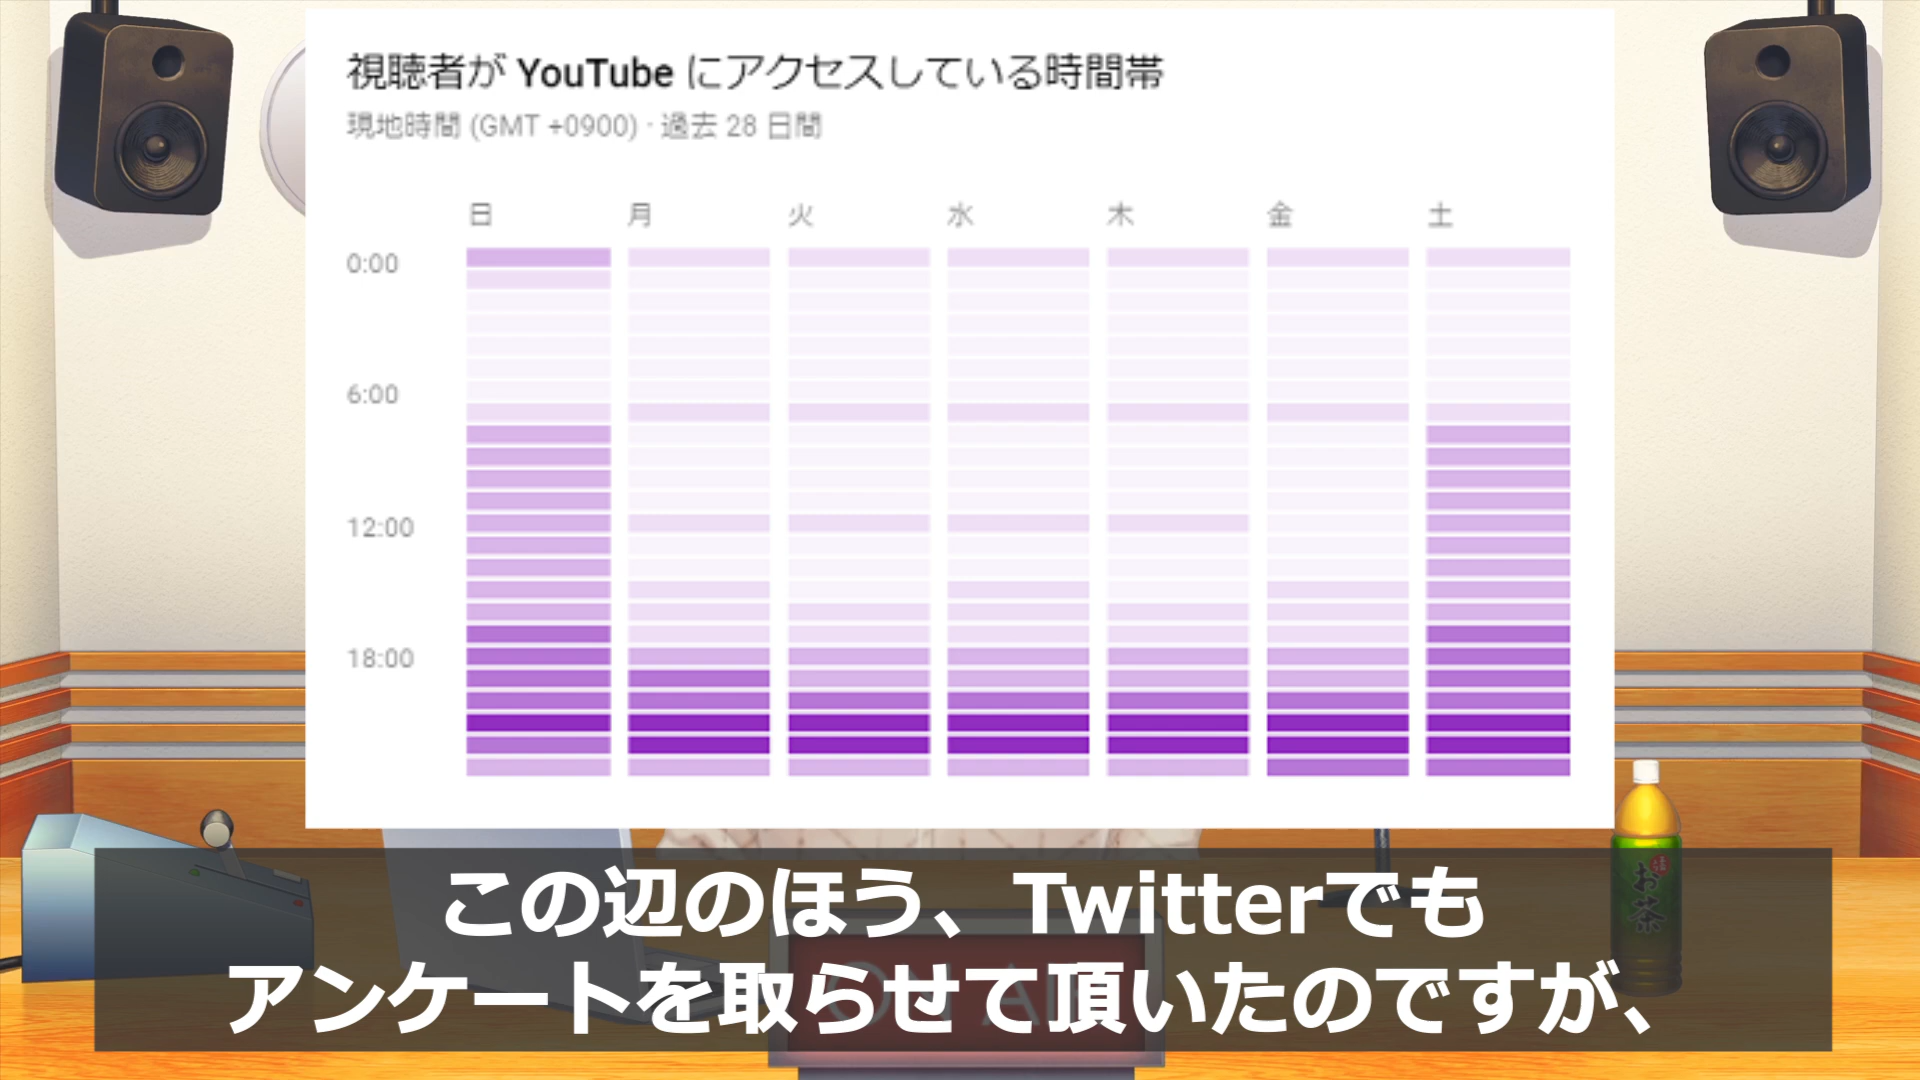 視聴者が YouTube にアクセスしている時間帯
現地時間 (GMT +0900) · 過去 28 日間
日 月 火 水 木 金 土
0:00
6:00
12:00
18:00
お茶
この辺のほう、Twitterでも
アンケートを取らせて頂いたのですが、
ON AIR